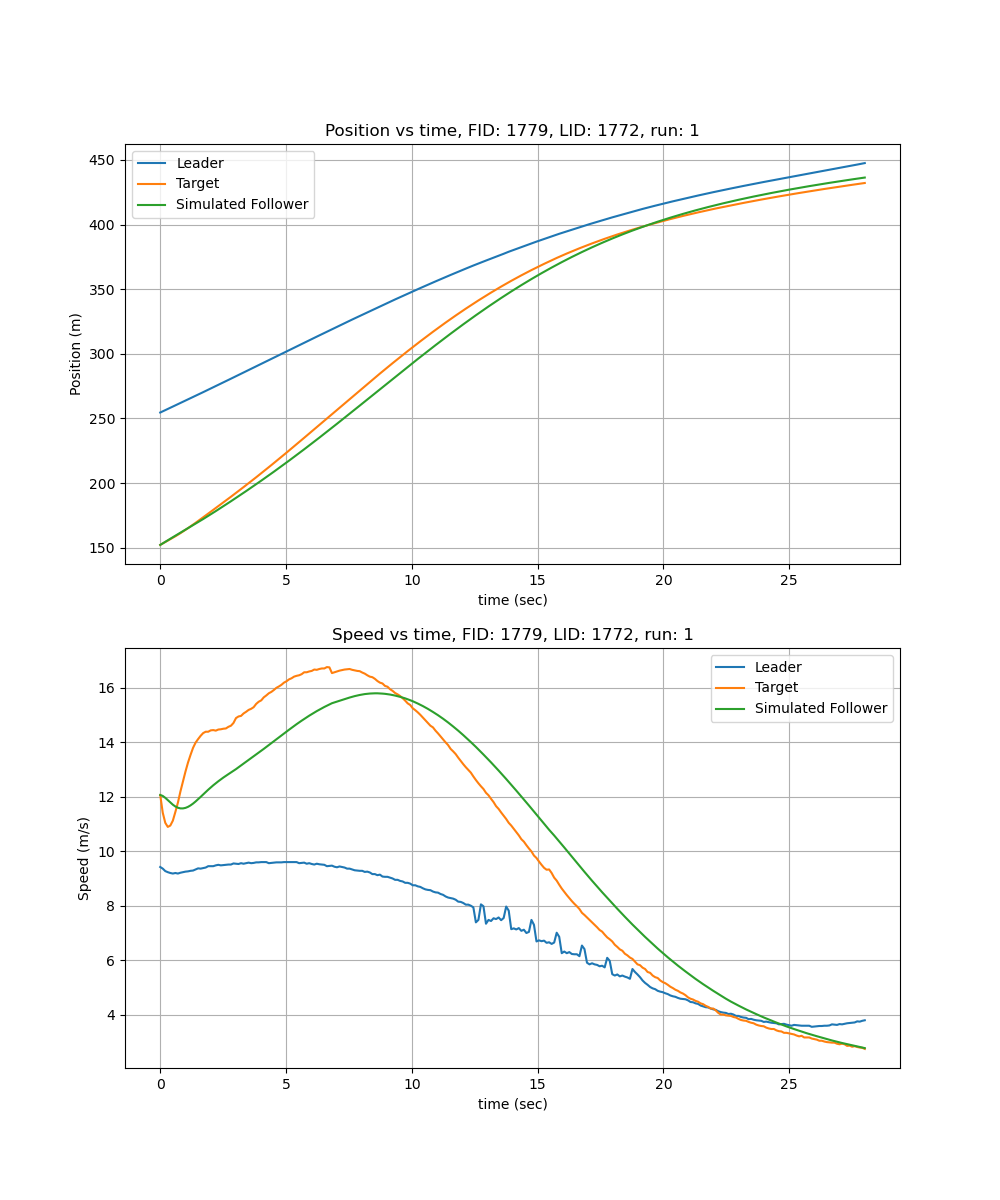 Position vs time, FID: 1779, LID: 1772, run: 1
Leader
Target
Simulated Follower
450
400
350
300
250
200
150
Position (m)
0 5 10 15 20 25
time (sec)
Speed vs time, FID: 1779, LID: 1772, run: 1
Leader
Target
Simulated Follower
16
14
12
10
8
6
4
Speed (m/s)
0 5 10 15 20 25
time (sec)